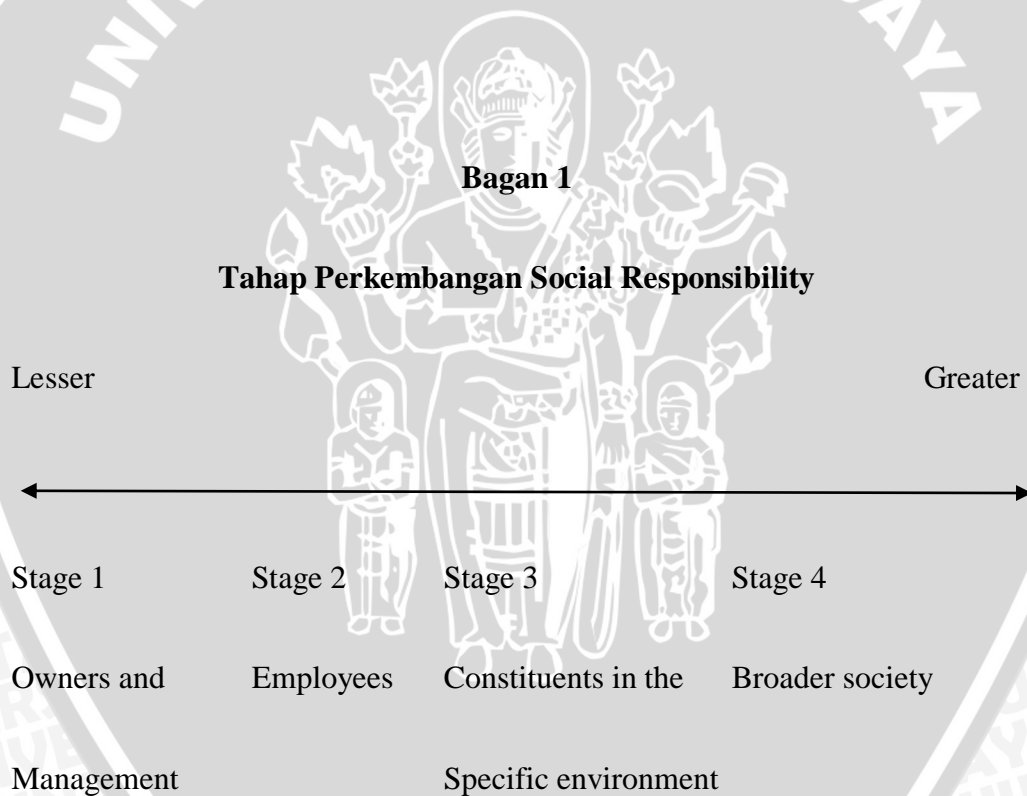 Bagan 1
Tahap Perkembangan Social Responsibility
Lesser Greater
Stage 1 Stage 2 Stage 3 Stage 4
Owners and Employees Constituents in the Broader society
Management Specific environment